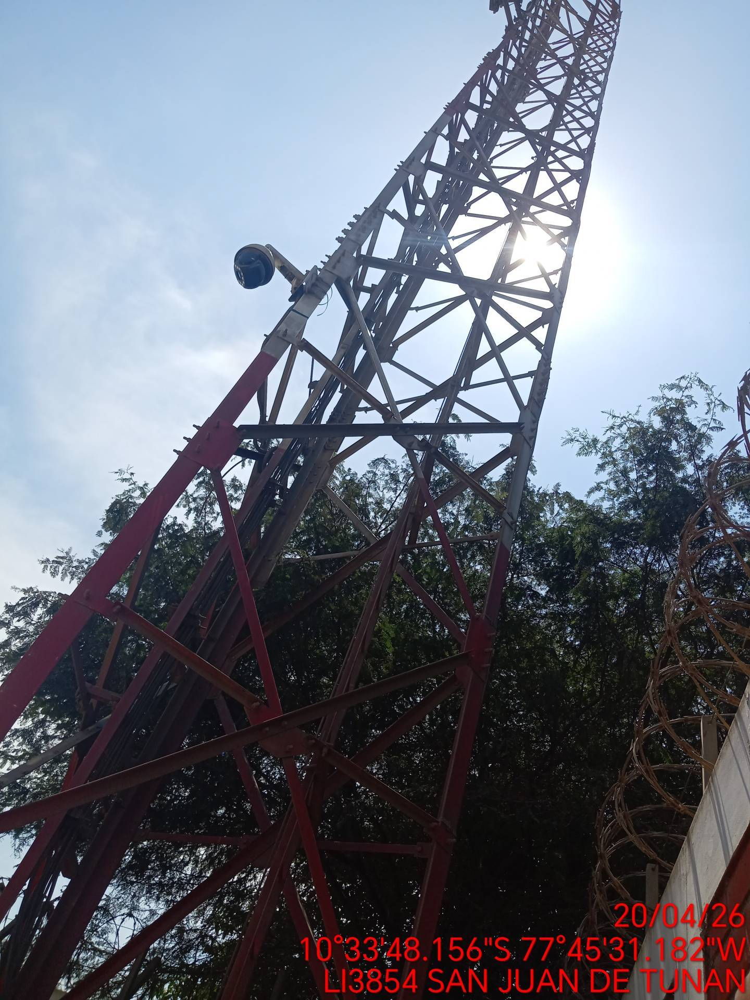 20/04/26
10°33'48.156"S 77°45'31.182"W
LI3854 SAN JUAN DE TUNAN